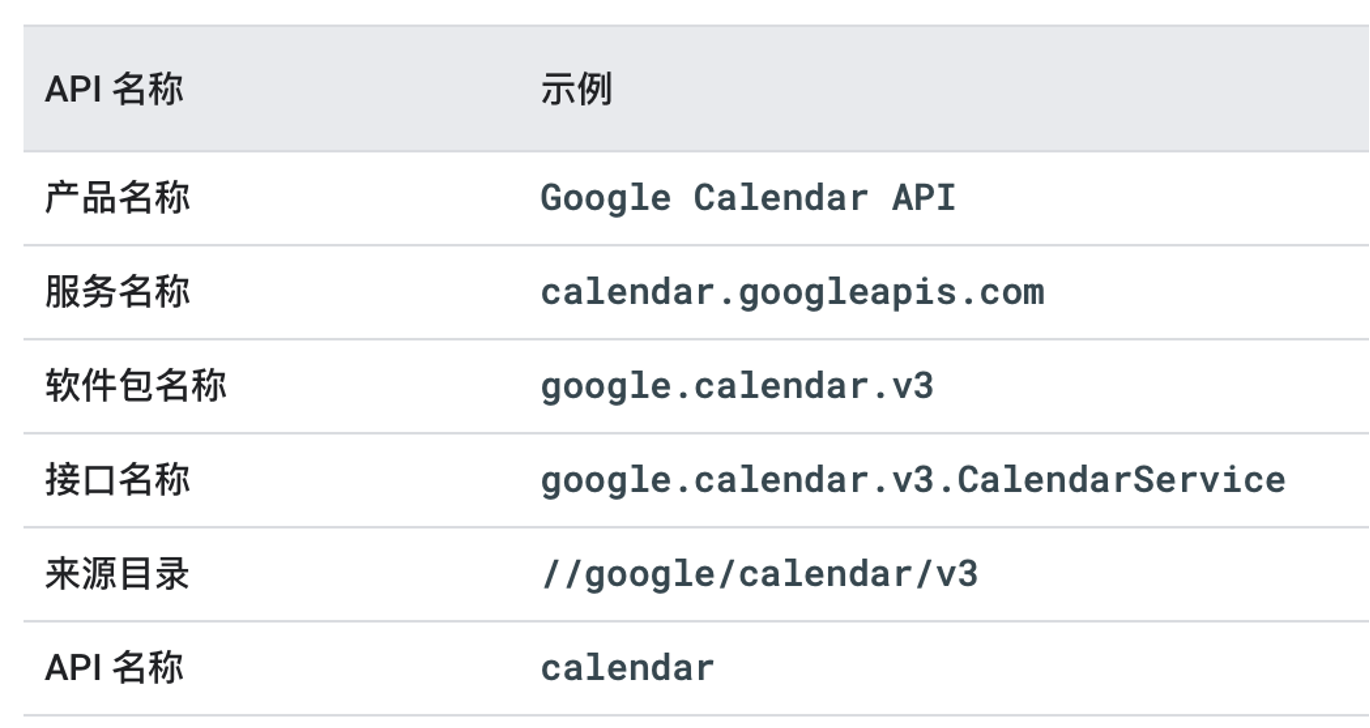 API 名称 示例
产品名称 Google Calendar API
服务名称 calendar.googleapis.com
软件包名称 google.calendar.v3
接口名称 google.calendar.v3.CalendarService
来源目录 //google/calendar/v3
API 名称 calendar